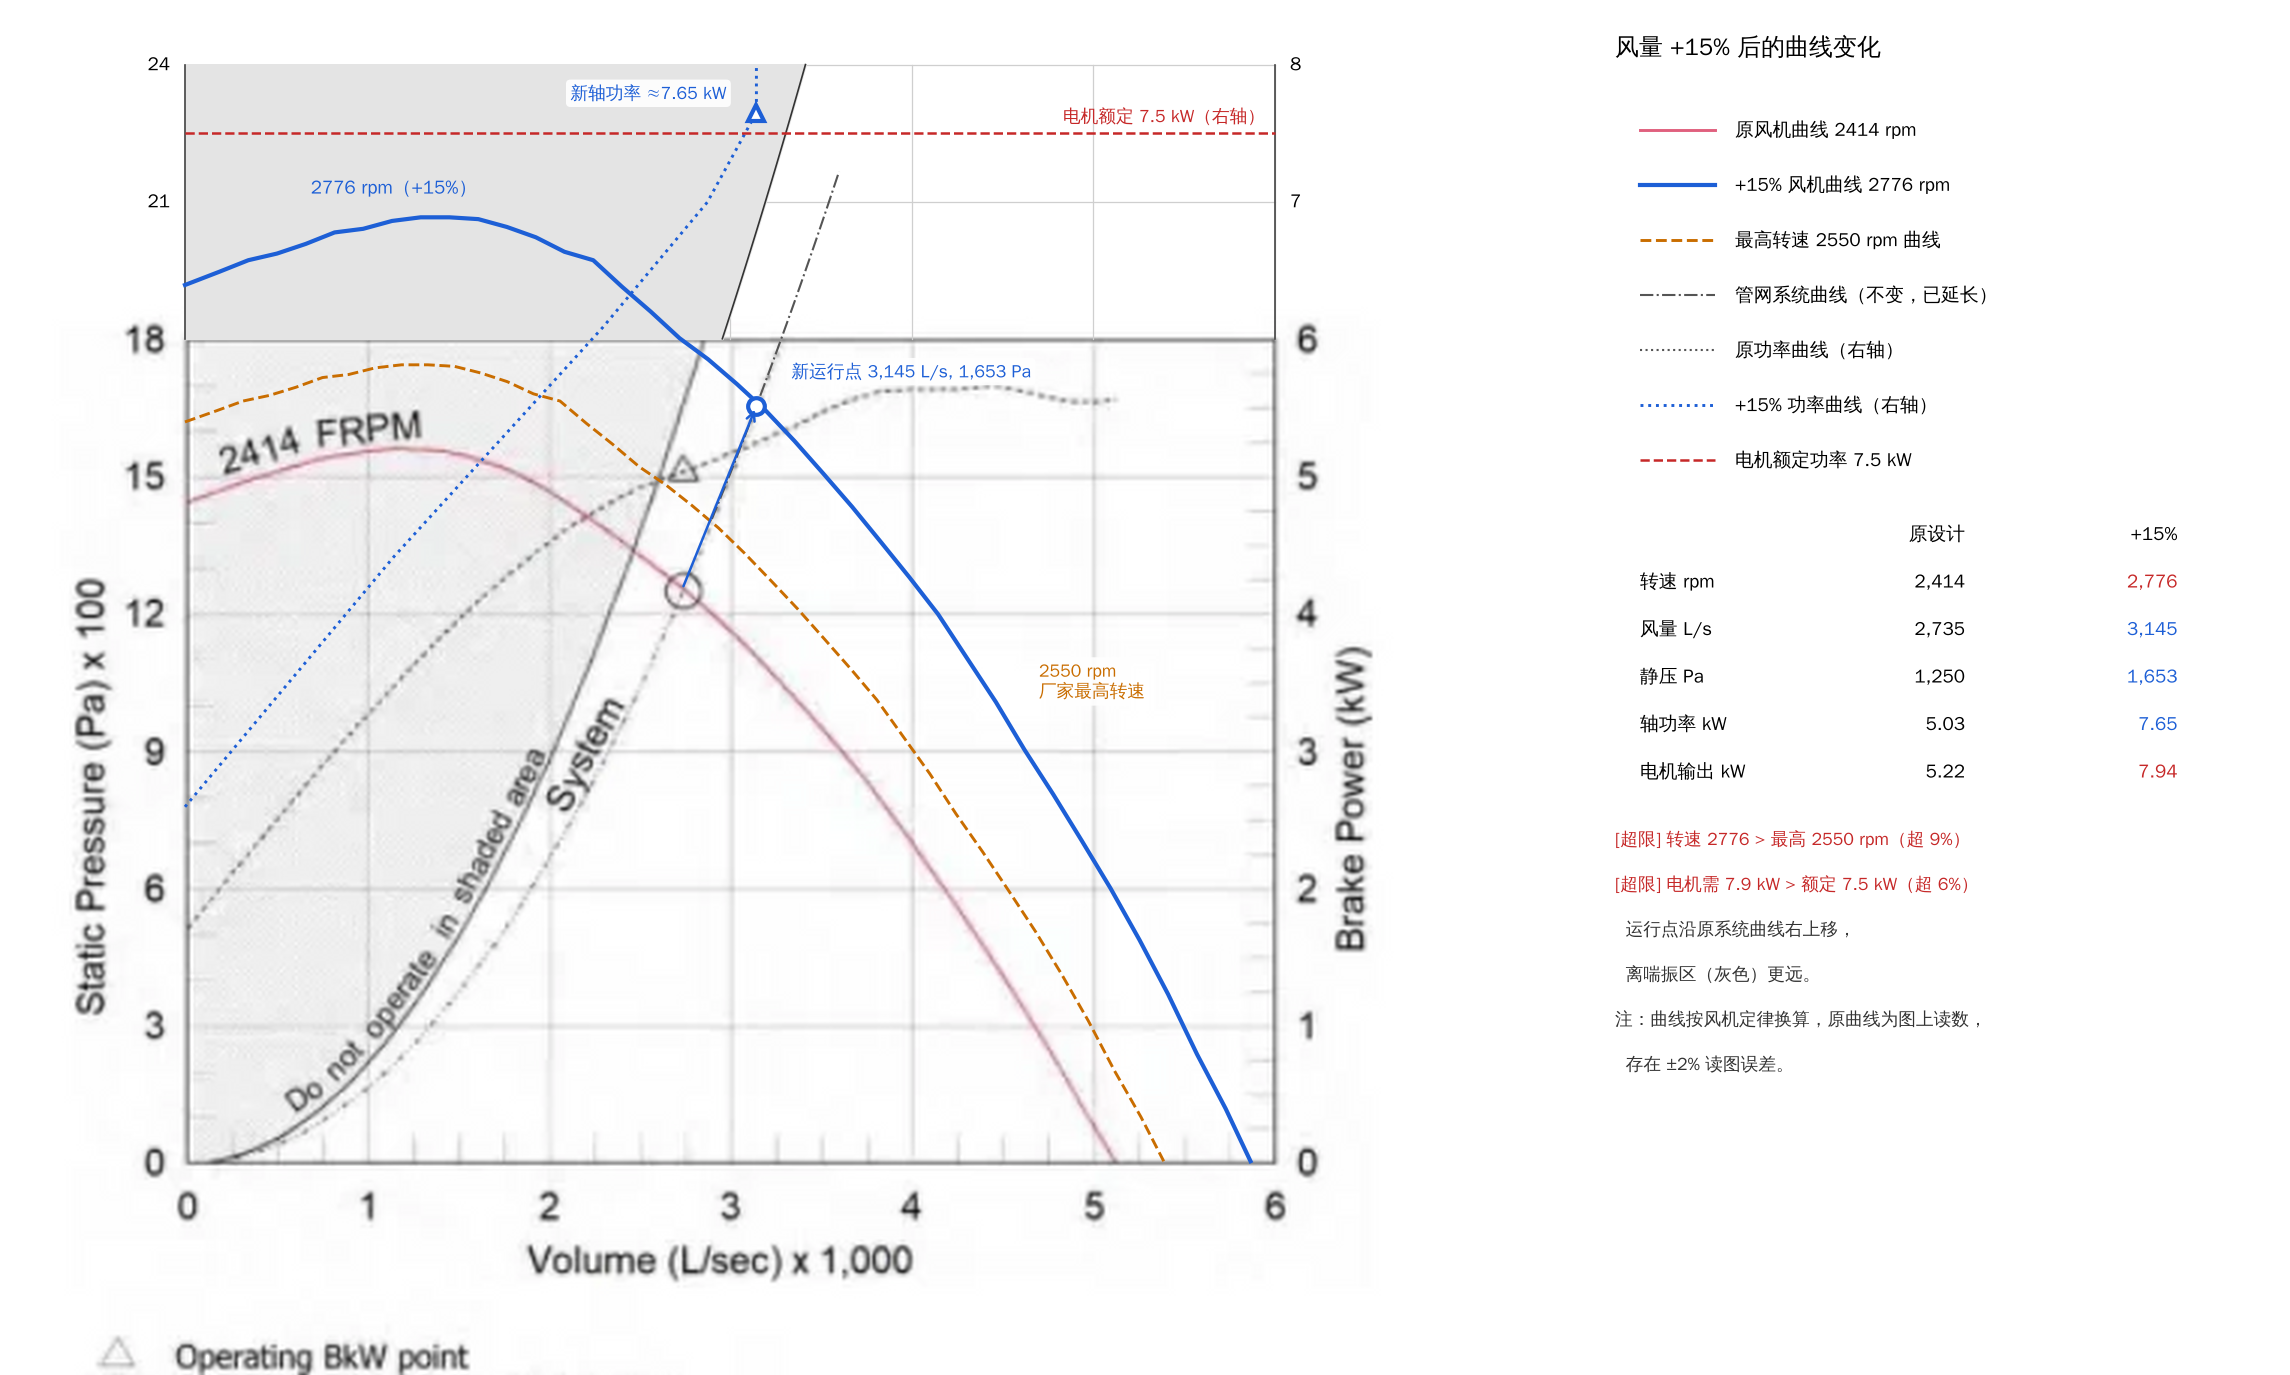 风量 +15% 后的曲线变化
24
8
新轴功率 ≈7.65 kW
电机额定 7.5 kW（右轴）
原风机曲线 2414 rpm
2776 rpm（+15%）
+15% 风机曲线 2776 rpm
21
7
最高转速 2550 rpm 曲线
管网系统曲线（不变，已延长）
18
6
原功率曲线（右轴）
新运行点 3,145 L/s, 1,653 Pa
+15% 功率曲线（右轴）
2414 FRPM
电机额定功率 7.5 kW
15
5
原设计 +15%
转速 rpm 2,414 2,776
12
4
风量 L/s 2,735 3,145
2550 rpm
厂家最高转速
静压 Pa 1,250 1,653
轴功率 kW 5.03 7.65
电机输出 kW 5.22 7.94
Static Pressure (Pa) x 100
Brake Power (kW)
System
Do not operate in shaded area
9
3
[超限] 转速 2776 > 最高 2550 rpm（超 9%）
[超限] 电机需 7.9 kW > 额定 7.5 kW（超 6%）
6
2
运行点沿原系统曲线右上移，
离喘振区（灰色）更远。
3
1
注：曲线按风机定律换算，原曲线为图上读数，
存在 ±2% 读图误差。
0
0
0 1 2 3 4 5 6
Volume (L/sec) x 1,000
Operating BkW point